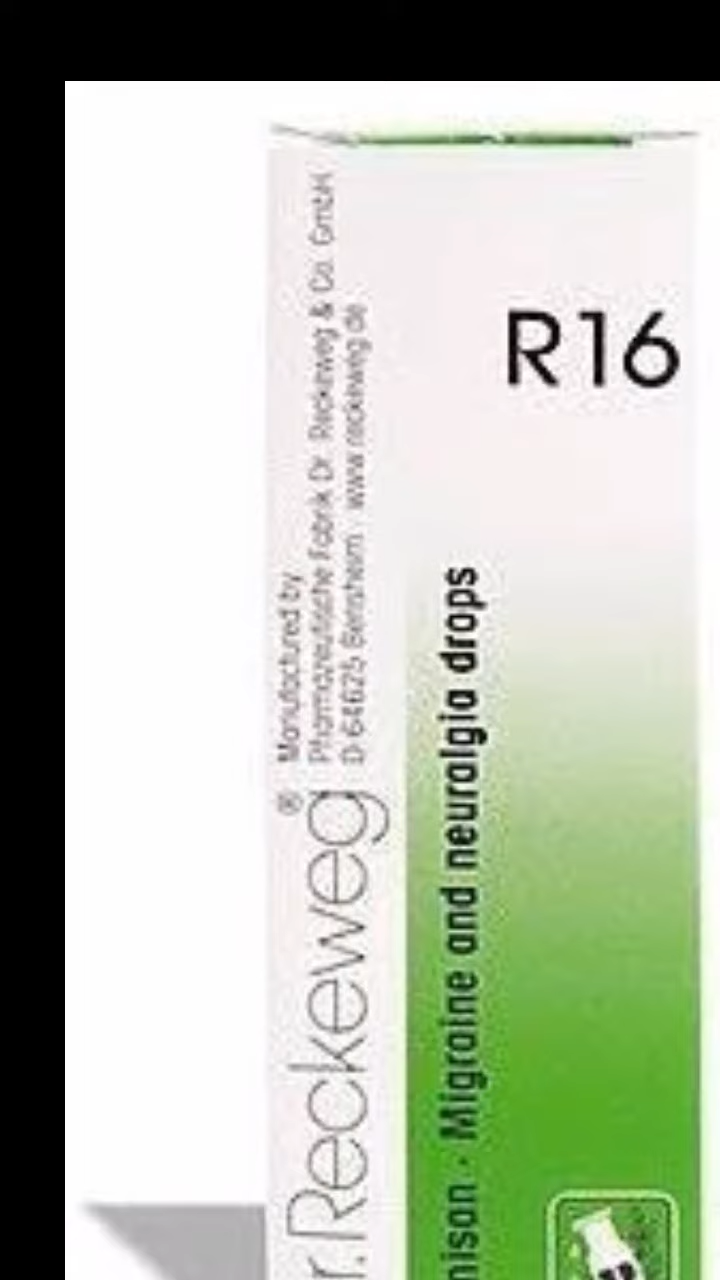 R16
Manufactured by
Pharmazeutische Fabrik Dr. Reckeweg & Co. GmbH
D 64625 Bensheim · www.reckeweg.de
r. Reckeweg®
nisan · Migraine and neuralgia drops